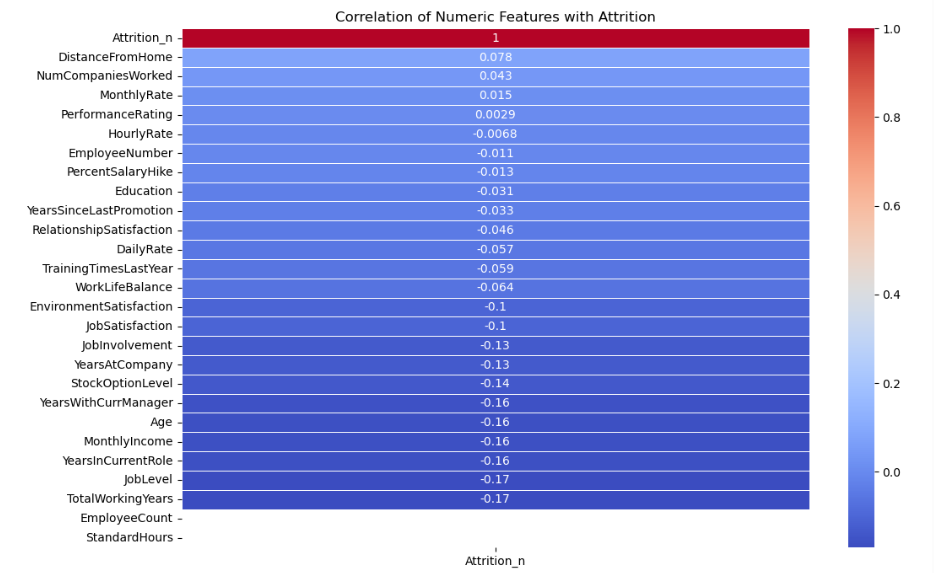 Correlation of Numeric Features with Attrition
Attrition_n 1
DistanceFromHome 0.078
NumCompaniesWorked 0.043
MonthlyRate 0.015
PerformanceRating 0.0029
HourlyRate -0.0068
EmployeeNumber -0.011
PercentSalaryHike -0.013
Education -0.031
YearsSinceLastPromotion -0.033
RelationshipSatisfaction -0.046
DailyRate -0.057
TrainingTimesLastYear -0.059
WorkLifeBalance -0.064
EnvironmentSatisfaction -0.1
JobSatisfaction -0.1
JobInvolvement -0.13
YearsAtCompany -0.13
StockOptionLevel -0.14
YearsWithCurrManager -0.16
Age -0.16
MonthlyIncome -0.16
YearsInCurrentRole -0.16
JobLevel -0.17
TotalWorkingYears -0.17
EmployeeCount
StandardHours
Attrition_n
1.0
0.8
0.6
0.4
0.2
0.0